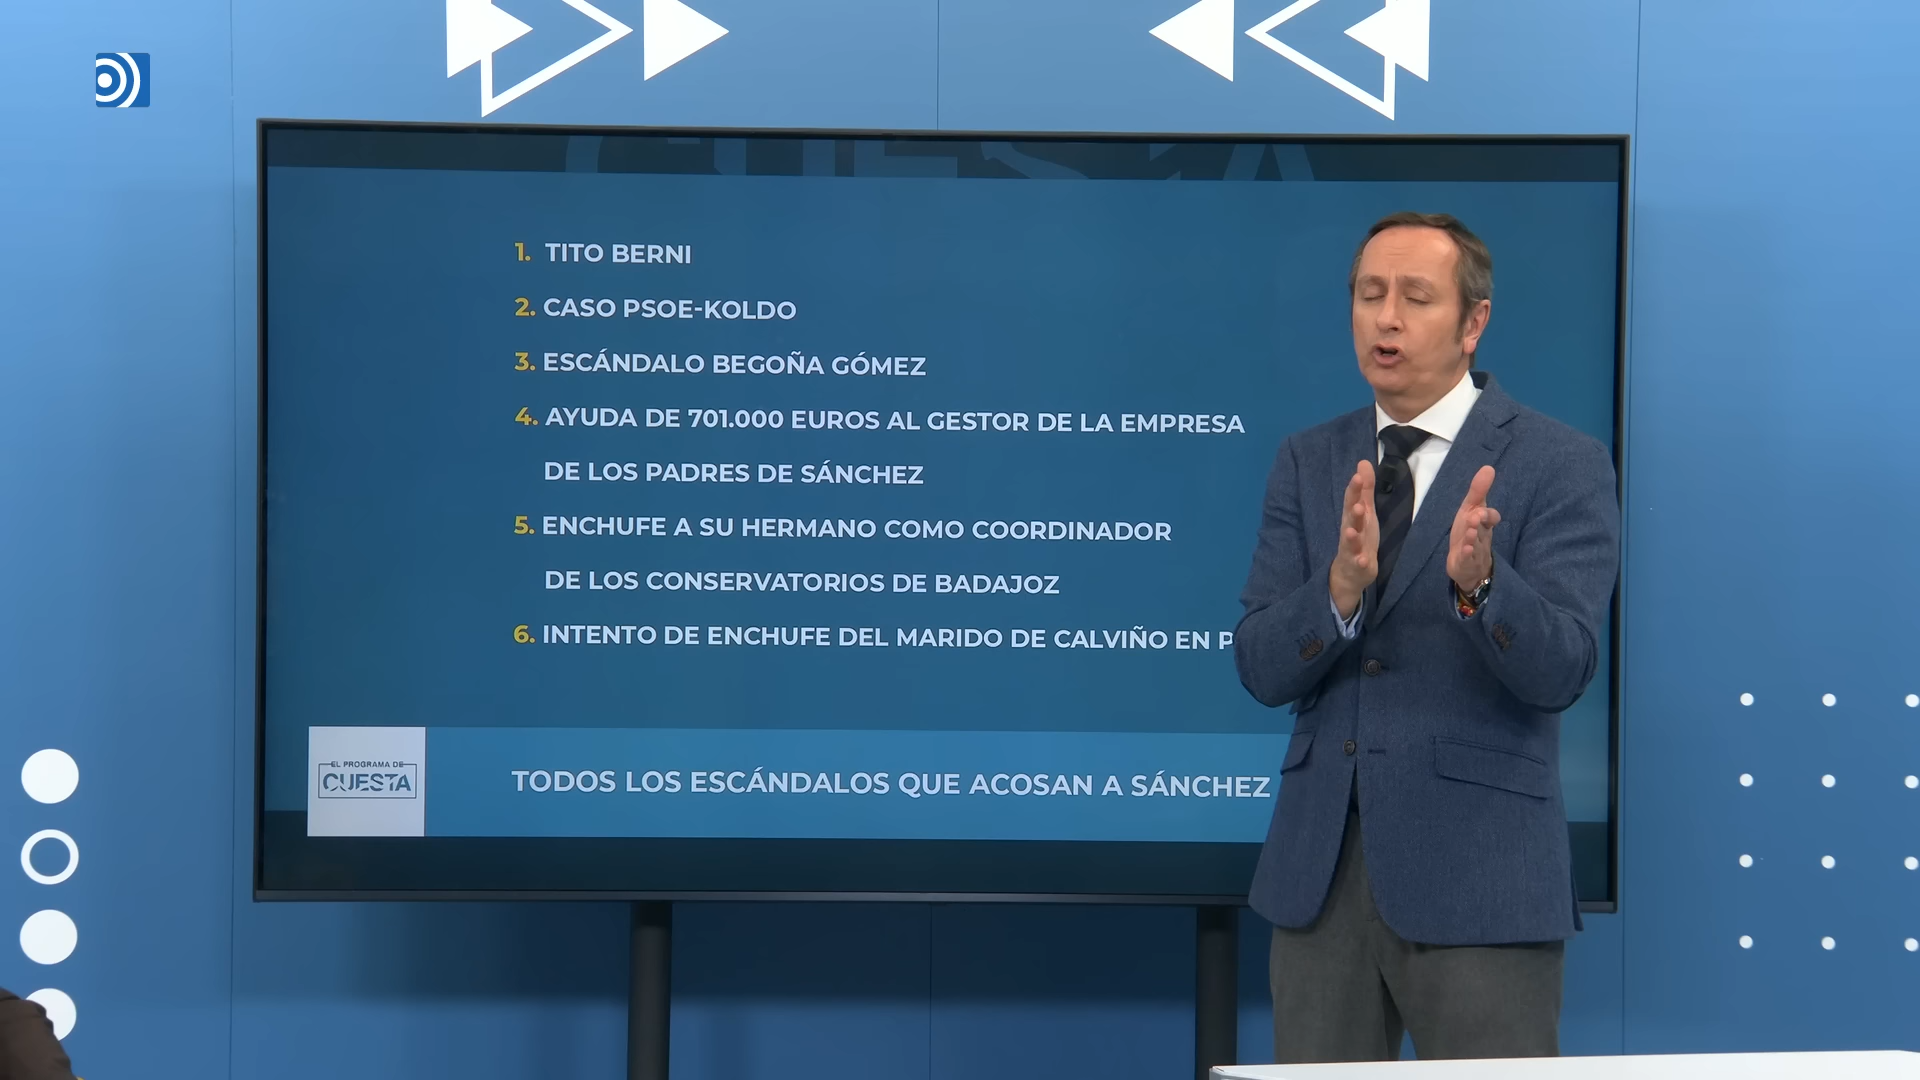 CUESTA
1. TITO BERNI
2. CASO PSOE-KOLDO
3. ESCÁNDALO BEGOÑA GÓMEZ
4. AYUDA DE 701.000 EUROS AL GESTOR DE LA EMPRESA
DE LOS PADRES DE SÁNCHEZ
5. ENCHUFE A SU HERMANO COMO COORDINADOR
DE LOS CONSERVATORIOS DE BADAJOZ
6. INTENTO DE ENCHUFE DEL MARIDO DE CALVIÑO EN P
EL PROGRAMA DE
CUESTA
TODOS LOS ESCÁNDALOS QUE ACOSAN A SÁNCHEZ